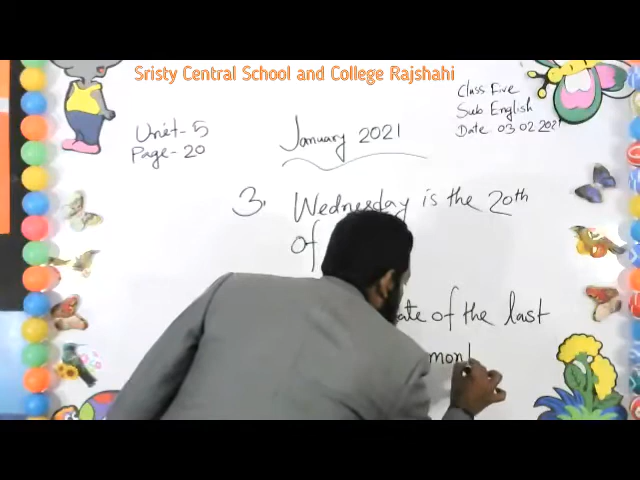 Sristy Central School and College Rajshahi
Class Five
Sub English
Date 03 02 2021
Unit-5
Page-20
January 2021
3. Wednesday is the 20th
of
ate of the last
mon